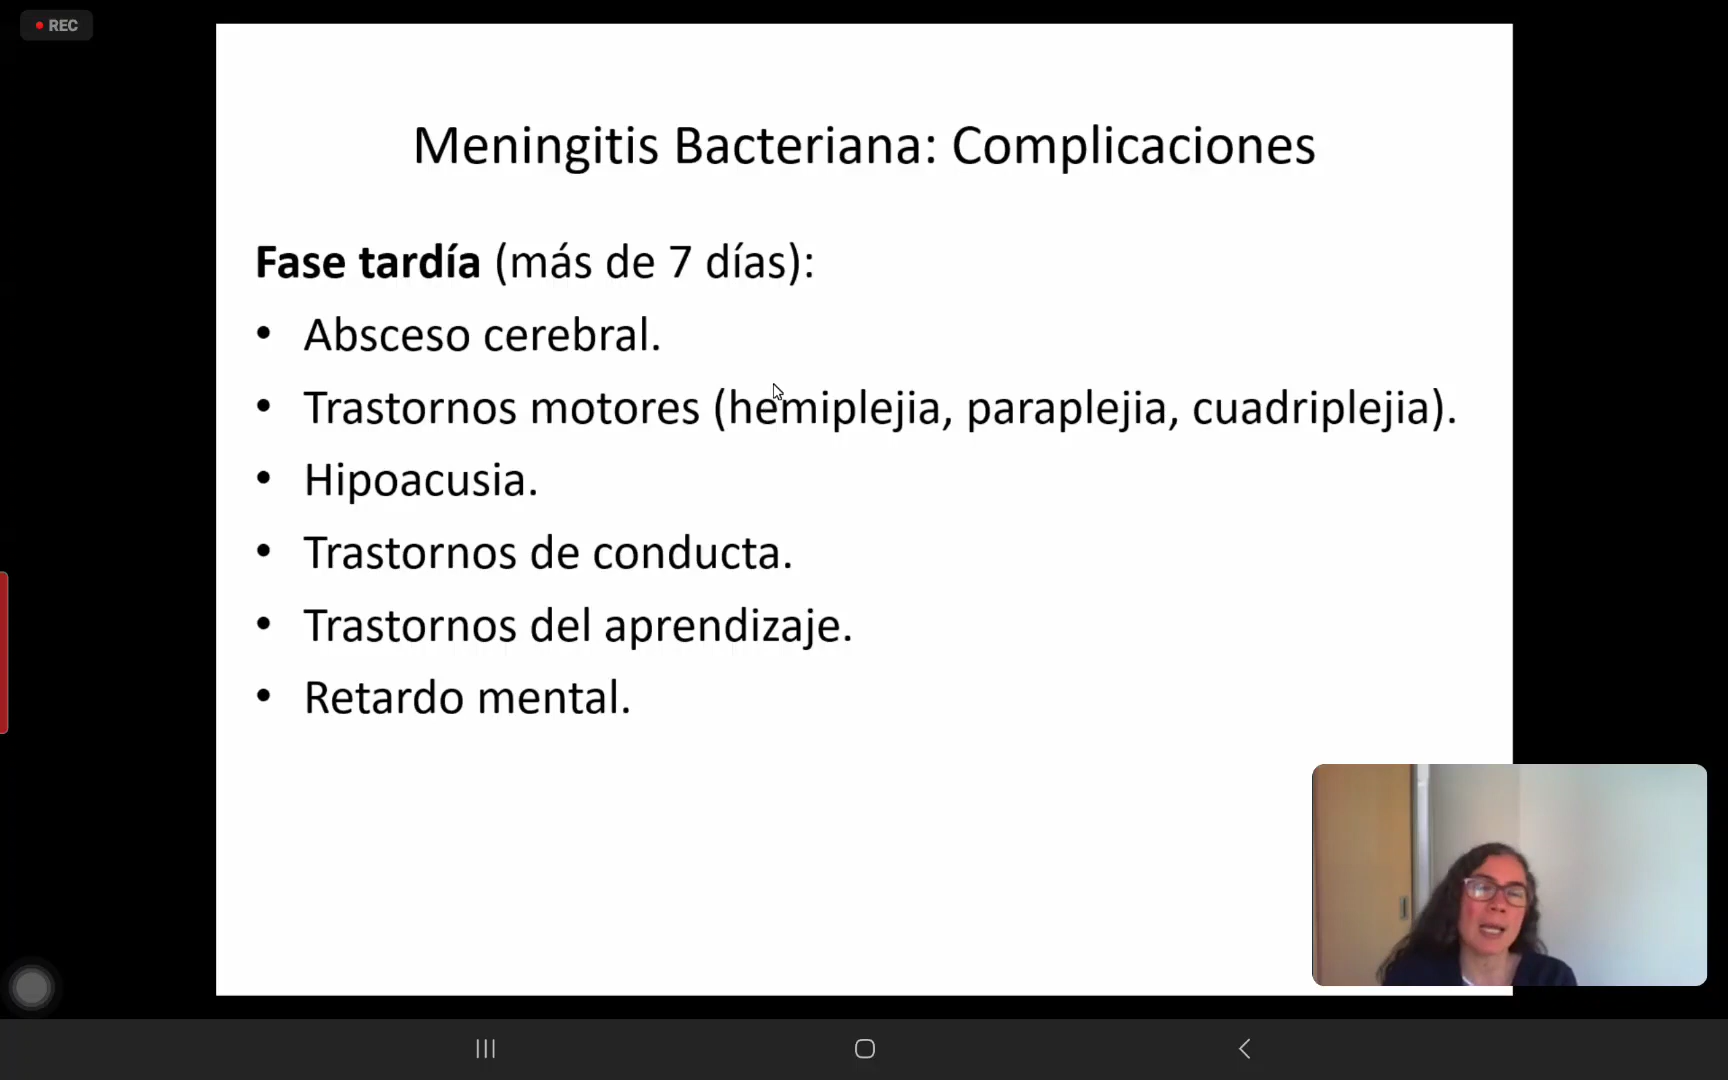 REC
Meningitis Bacteriana: Complicaciones
Fase tardía (más de 7 días):
• Absceso cerebral.
• Trastornos motores (hemiplejia, paraplejia, cuadriplejia).
• Hipoacusia.
• Trastornos de conducta.
• Trastornos del aprendizaje.
• Retardo mental.